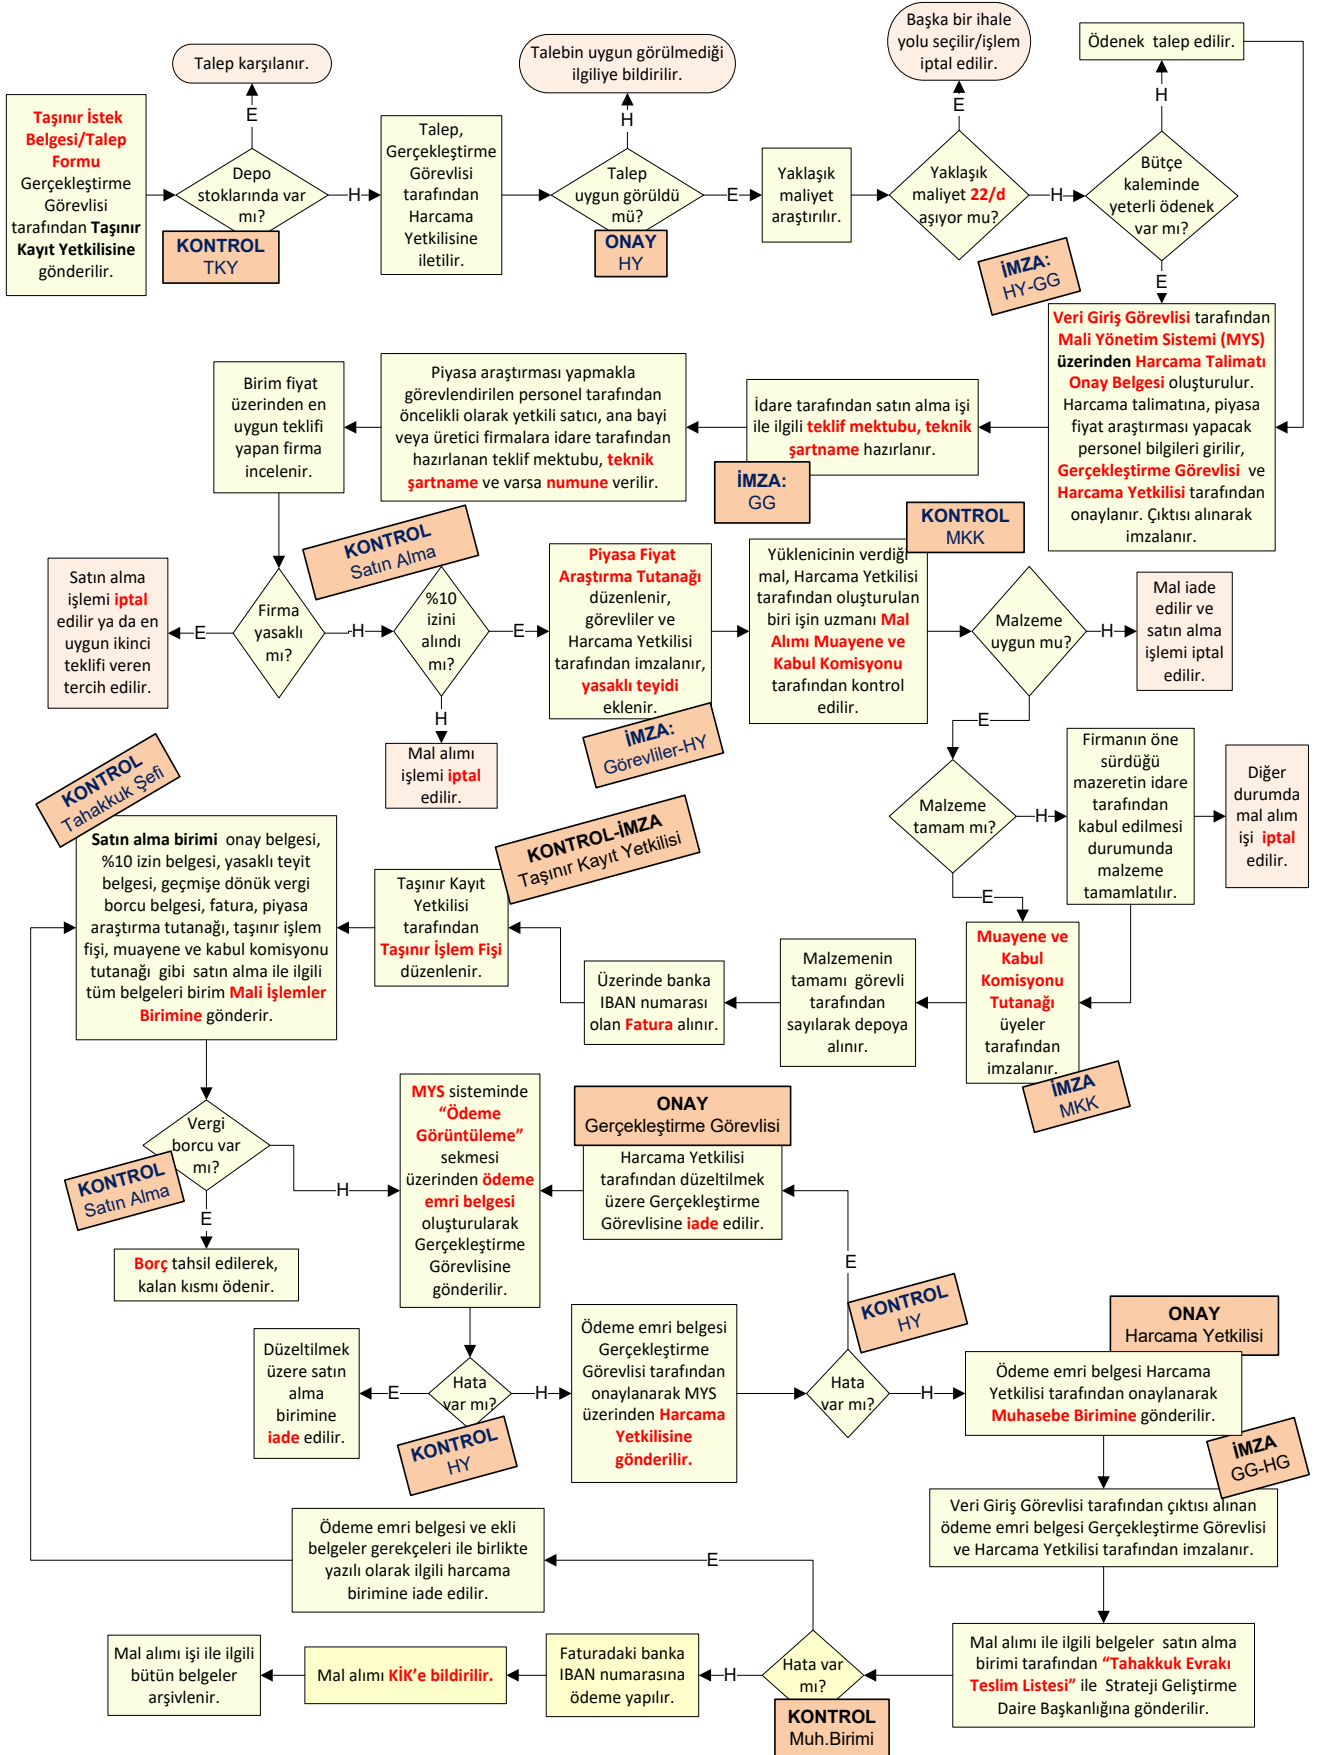 Talep karşılanır.
Talebin uygun görülmediği
ilgiliye bildirilir.
Başka bir ihale
yolu seçilir/işlem
iptal edilir.
Ödenek talep edilir.
E
H
E
H
Taşınır İstek
Belgesi/Talep
Formu
Gerçekleştirme
Görevlisi
tarafından Taşınır
Kayıt Yetkilisine
gönderilir.
Depo
stoklarında var
mı?
KONTROL
TKY
H
Talep,
Gerçekleştirme
Görevlisi
tarafından
Harcama
Yetkilisine
iletilir.
Talep
uygun görüldü
mü?
ONAY
HY
E
Yaklaşık
maliyet
araştırılır.
Yaklaşık
maliyet 22/d
aşıyor mu?
H
Bütçe
kaleminde
yeterli ödenek
var mı?
İMZA:
HY-GG
E
Veri Giriş Görevlisi tarafından
Mali Yönetim Sistemi (MYS)
üzerinden Harcama Talimatı
Onay Belgesi oluşturulur.
Harcama talimatına, piyasa
fiyat araştırması yapacak
personel bilgileri girilir,
Gerçekleştirme Görevlisi ve
Harcama Yetkilisi tarafından
onaylanır. Çıktısı alınarak
imzalanır.
İdare tarafından satın alma işi
ile ilgili teklif mektubu, teknik
şartname hazırlanır.
İMZA:
GG
Piyasa araştırması yapmakla
görevlendirilen personel tarafından
öncelikli olarak yetkili satıcı, ana bayi
veya üretici firmalara idare tarafından
hazırlanan teklif mektubu, teknik
şartname ve varsa numune verilir.
Birim fiyat
üzerinden en
uygun teklifi
yapan firma
incelenir.
Firma
yasaklı
mı?
E
Satın alma
işlemi iptal
edilir ya da en
uygun ikinci
teklifi veren
tercih edilir.
H
KONTROL
Satın Alma
%10
izini
alındı
mı?
H
Mal alımı
işlemi iptal
edilir.
E
Piyasa Fiyat
Araştırma Tutanağı
düzenlenir,
görevliler ve
Harcama Yetkilisi
tarafından imzalanır,
yasaklı teyidi
eklenir.
İMZA:
Görevliler-HY
KONTROL
MKK
Yüklenicinin verdiği
mal, Harcama Yetkilisi
tarafından oluşturulan
biri işin uzmanı Mal
Alımı Muayene ve
Kabul Komisyonu
tarafından kontrol
edilir.
Malzeme
uygun mu?
H
Mal iade
edilir ve
satın alma
işlemi iptal
edilir.
E
Malzeme
tamam mı?
H
Firmanın öne
sürdüğü
mazeretin idare
tarafından
kabul edilmesi
durumunda
malzeme
tamamlatılır.
Diğer
durumda
mal alım
işi iptal
edilir.
E
Muayene ve
Kabul
Komisyonu
Tutanağı
üyeler
tarafından
imzalanır.
İMZA
MKK
Malzemenin
tamamı görevli
tarafından
sayılarak depoya
alınır.
Üzerinde banka
IBAN numarası
olan Fatura alınır.
KONTROL-İMZA
Taşınır Kayıt Yetkilisi
Taşınır Kayıt
Yetkilisi
tarafından
Taşınır İşlem Fişi
düzenlenir.
KONTROL
Tahakkuk Şefi
Satın alma birimi onay belgesi,
%10 izin belgesi, yasaklı teyit
belgesi, geçmişe dönük vergi
borcu belgesi, fatura, piyasa
araştırma tutanağı, taşınır işlem
fişi, muayene ve kabul komisyonu
tutanağı gibi satın alma ile ilgili
tüm belgeleri birim Mali İşlemler
Birimine gönderir.
Vergi
borcu var
mı?
KONTROL
Satın Alma
E
Borç tahsil edilerek,
kalan kısmı ödenir.
H
MYS sisteminde
“Ödeme
Görüntüleme”
sekmesi
üzerinden ödeme
emri belgesi
oluşturularak
Gerçekleştirme
Görevlisine
gönderilir.
ONAY
Gerçekleştirme Görevlisi
Harcama Yetkilisi
tarafından düzeltilmek
üzere Gerçekleştirme
Görevlisine iade edilir.
E
Hata
var mı?
KONTROL
HY
E
Düzeltilmek
üzere satın
alma
birimine
iade edilir.
H
Ödeme emri belgesi
Gerçekleştirme
Görevlisi tarafından
onaylanarak MYS
üzerinden Harcama
Yetkilisine
gönderilir.
KONTROL
HY
Hata
var mı?
H
ONAY
Harcama Yetkilisi
Ödeme emri belgesi Harcama
Yetkilisi tarafından onaylanarak
Muhasebe Birimine gönderilir.
İMZA
GG-HG
Veri Giriş Görevlisi tarafından çıktısı alınan
ödeme emri belgesi Gerçekleştirme Görevlisi
ve Harcama Yetkilisi tarafından imzalanır.
Mal alımı ile ilgili belgeler satın alma
birimi tarafından “Tahakkuk Evrakı
Teslim Listesi” ile Strateji Geliştirme
Daire Başkanlığına gönderilir.
Hata var
mı?
KONTROL
Muh.Birimi
E
Ödeme emri belgesi ve ekli
belgeler gerekçeleri ile birlikte
yazılı olarak ilgili harcama
birimine iade edilir.
H
Faturadaki banka
IBAN numarasına
ödeme yapılır.
Mal alımı KİK’e bildirilir.
Mal alımı işi ile ilgili
bütün belgeler
arşivlenir.